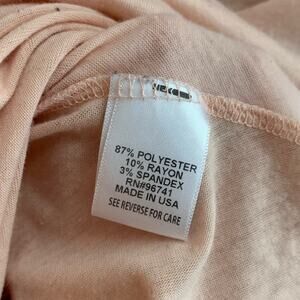 87% POLYESTER
10% RAYON
3% SPANDEX
RN#96741
MADE IN USA
SEE REVERSE FOR CARE